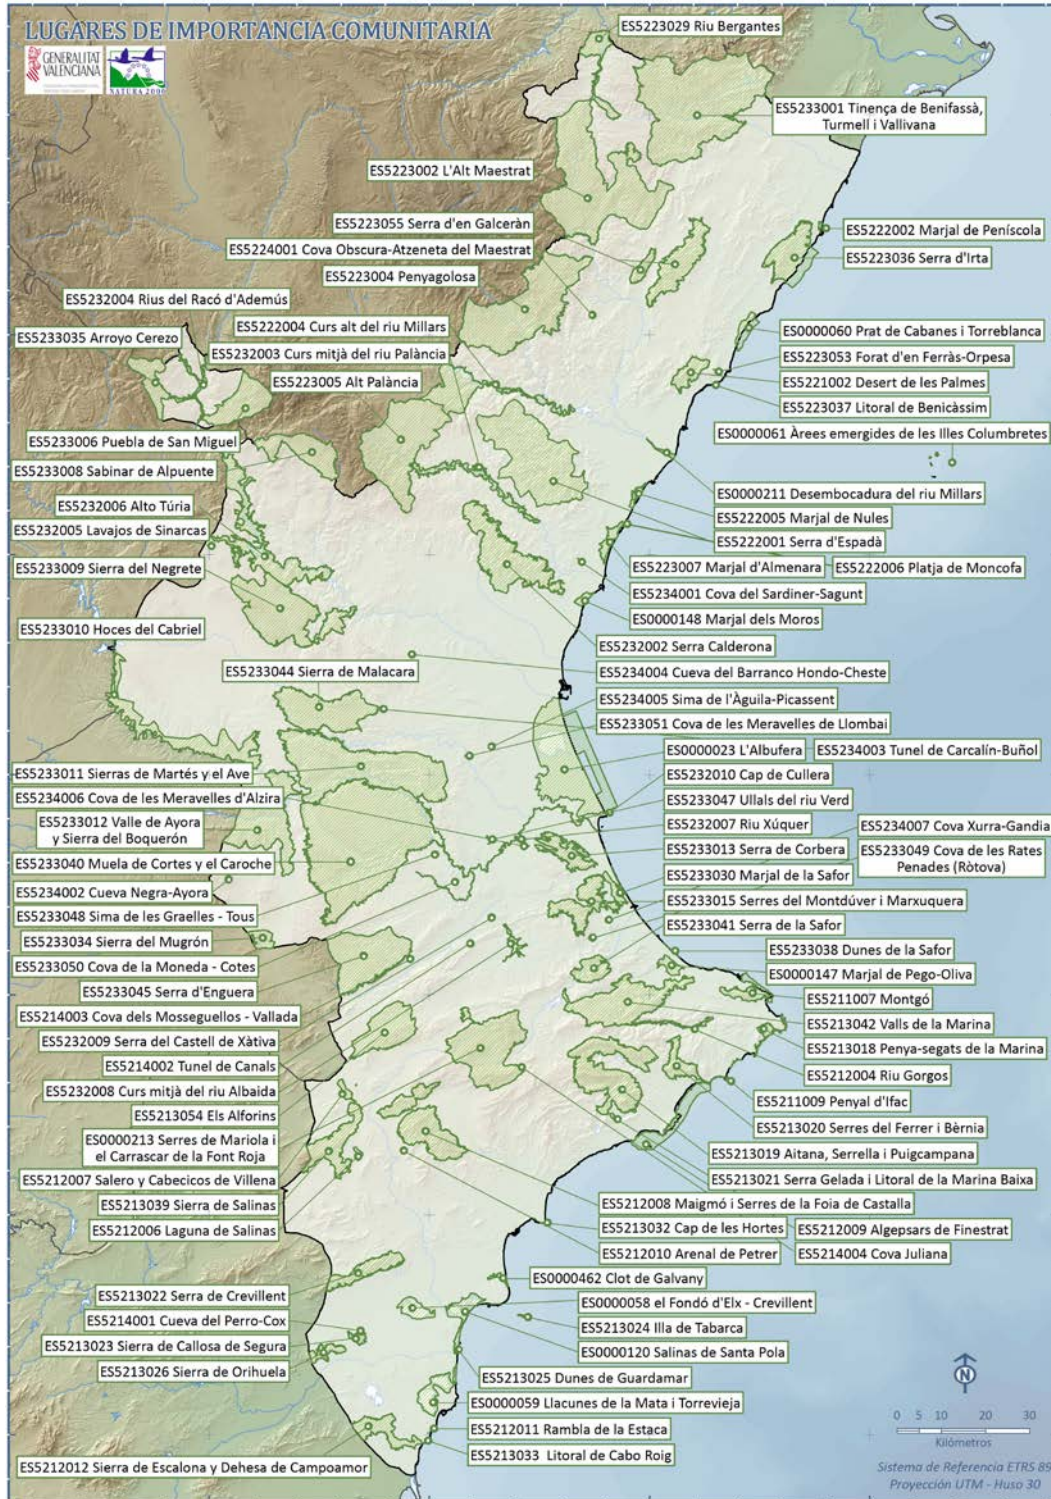 LUGARES DE IMPORTANCIA COMUNITARIA
GENERALITAT
VALENCIANA
NATURA 2000
ES5223029 Riu Bergantes
ES5233001 Tinença de Benifassà,
Turmell i Vallivana
ES5223002 L'Alt Maestrat
ES5223055 Serra d'en Galceràn
ES5224001 Cova Obscura-Atzeneta del Maestrat
ES5223004 Penyagolosa
ES5222002 Marjal de Peníscola
ES5223036 Serra d'Irta
ES5232004 Rius del Racó d'Ademús
ES5233035 Arroyo Cerezo
ES5222004 Curs alt del riu Millars
ES5232003 Curs mitjà del riu Palància
ES5223005 Alt Palància
ES0000060 Prat de Cabanes i Torreblanca
ES5223053 Forat d'en Ferràs-Orpesa
ES5221002 Desert de les Palmes
ES5223037 Litoral de Benicàssim
ES0000061 Àrees emergides de les Illes Columbretes
ES5233006 Puebla de San Miguel
ES5233008 Sabinar de Alpuente
ES5232006 Alto Túria
ES5232005 Lavajos de Sinarcas
ES5233009 Sierra del Negrete
ES5233010 Hoces del Cabriel
ES0000211 Desembocadura del riu Millars
ES5222005 Marjal de Nules
ES5222001 Serra d'Espadà
ES5223007 Marjal d'Almenara
ES5222006 Platja de Moncofa
ES5234001 Cova del Sardiner-Sagunt
ES0000148 Marjal dels Moros
ES5232002 Serra Calderona
ES5233044 Sierra de Malacara
ES5234004 Cueva del Barranco Hondo-Cheste
ES5234005 Sima de l'Àguila-Picassent
ES5233051 Cova de les Meravelles de Llombai
ES0000023 L'Albufera
ES5234003 Tunel de Carcalín-Buñol
ES5233011 Sierras de Martés y el Ave
ES5234006 Cova de les Meravelles d'Alzira
ES5233012 Valle de Ayora
y Sierra del Boquerón
ES5233040 Muela de Cortes y el Caroche
ES5234002 Cueva Negra-Ayora
ES5233048 Sima de les Graelles - Tous
ES5233034 Sierra del Mugrón
ES5233050 Cova de la Moneda - Cotes
ES5233045 Serra d'Enguera
ES5214003 Cova dels Mosseguellos - Vallada
ES5232009 Serra del Castell de Xàtiva
ES5214002 Tunel de Canals
ES5232008 Curs mitjà del riu Albaida
ES5213054 Els Alforins
ES0000213 Serres de Mariola i
el Carrascar de la Font Roja
ES5212007 Salero y Cabecicos de Villena
ES5213039 Sierra de Salinas
ES5212006 Laguna de Salinas
ES5232010 Cap de Cullera
ES5233047 Ullals del riu Verd
ES5232007 Riu Xúquer
ES5234007 Cova Xurra-Gandia
ES5233013 Serra de Corbera
ES5233049 Cova de les Rates
Penades (Ròtova)
ES5233030 Marjal de la Safor
ES5233015 Serres del Montdúver i Marxuquera
ES5233041 Serra de la Safor
ES5233038 Dunes de la Safor
ES0000147 Marjal de Pego-Oliva
ES5211007 Montgó
ES5213042 Valls de la Marina
ES5213018 Penya-segats de la Marina
ES5212004 Riu Gorgos
ES5211009 Penyal d'Ifac
ES5213020 Serres del Ferrer i Bèrnia
ES5213019 Aitana, Serrella i Puigcampana
ES5213021 Serra Gelada i Litoral de la Marina Baixa
ES5212008 Maigmó i Serres de la Foia de Castalla
ES5213032 Cap de les Hortes
ES5212009 Algepsars de Finestrat
ES5212010 Arenal de Petrer
ES5214004 Cova Juliana
ES5213022 Serra de Crevillent
ES5214001 Cueva del Perro-Cox
ES5213023 Sierra de Callosa de Segura
ES5213026 Sierra de Orihuela
ES0000462 Clot de Galvany
ES0000058 el Fondó d'Elx - Crevillent
ES5213024 Illa de Tabarca
ES0000120 Salinas de Santa Pola
ES5213025 Dunes de Guardamar
ES0000059 Llacunes de la Mata i Torrevieja
ES5212011 Rambla de la Estaca
ES5213033 Litoral de Cabo Roig
ES5212012 Sierra de Escalona y Dehesa de Campoamor
N
0 5 10 20 30
Kilómetros
Sistema de Referencia ETRS 89
Proyección UTM - Huso 30